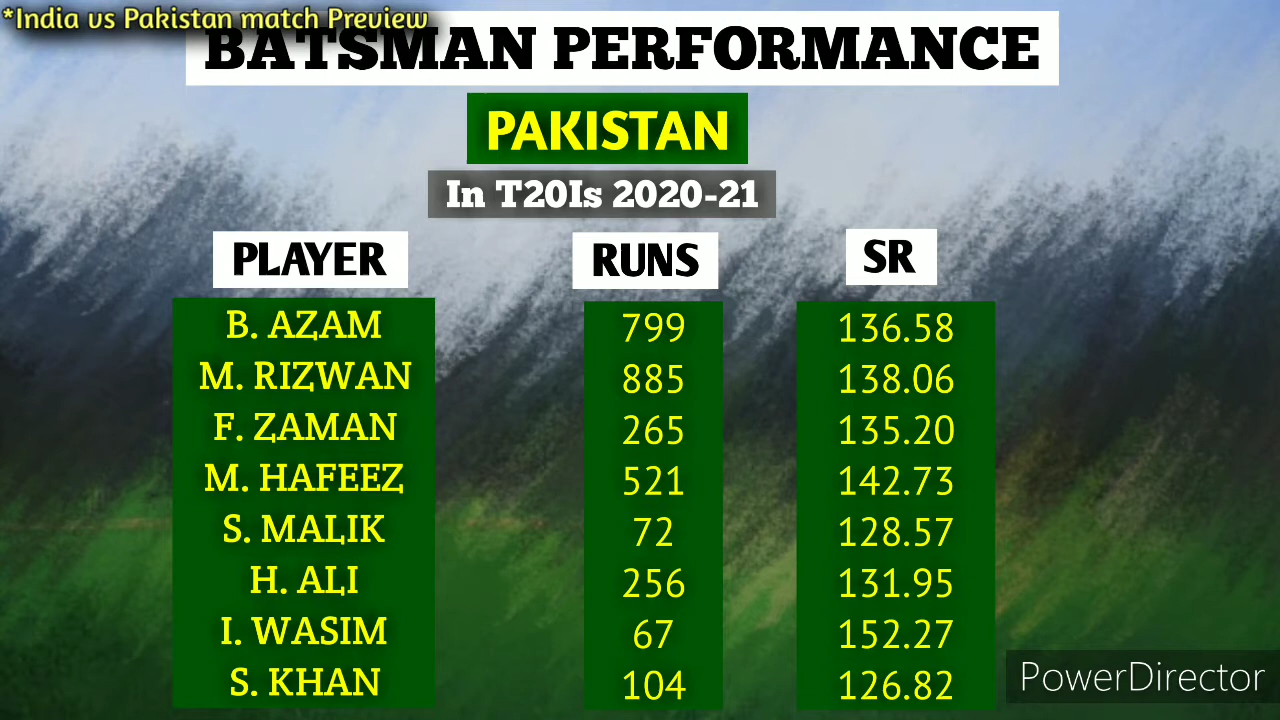 *India vs Pakistan match Preview
BATSMAN PERFORMANCE
PAKISTAN
In T20Is 2020-21
PLAYER RUNS SR
B. AZAM 799 136.58
M. RIZWAN 885 138.06
F. ZAMAN 265 135.20
M. HAFEEZ 521 142.73
S. MALIK 72 128.57
H. ALI 256 131.95
I. WASIM 67 152.27
S. KHAN 104 126.82
PowerDirector